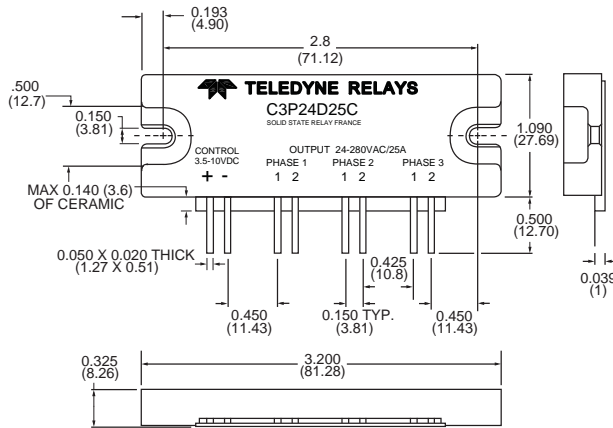 0.193
(4.90)
2.8
(71.12)
.500
(12.7)
0.150
(3.81)
TELEDYNE RELAYS
C3P24D25C
SOLID STATE RELAY FRANCE
CONTROL
3.5-10VDC
OUTPUT 24-280VAC/25A
PHASE 1 PHASE 2 PHASE 3
+ - 1 2 1 2 1 2
1.090
(27.69)
MAX 0.140 (3.6)
OF CERAMIC
0.500
(12.70)
0.050 X 0.020 THICK
(1.27 X 0.51)
0.425
(10.8)
0.039
(1)
0.450
(11.43)
0.150 TYP.
(3.81)
0.450
(11.43)
0.325
(8.26)
3.200
(81.28)